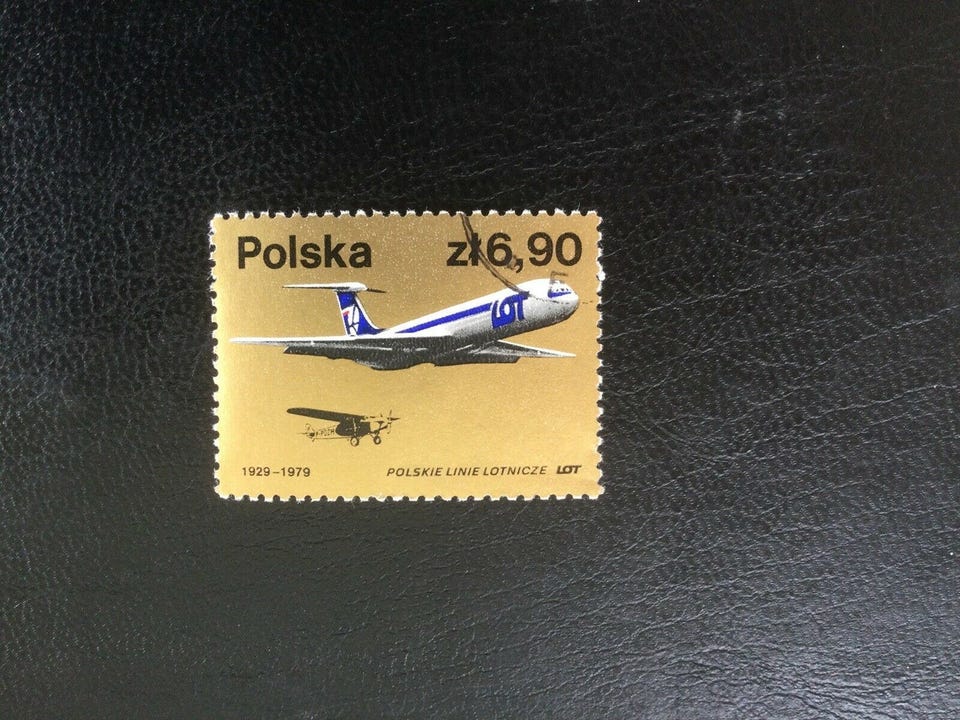 Polska zł6,90
LOT
1929-1979 POLSKIE LINIE LOTNICZE LOT